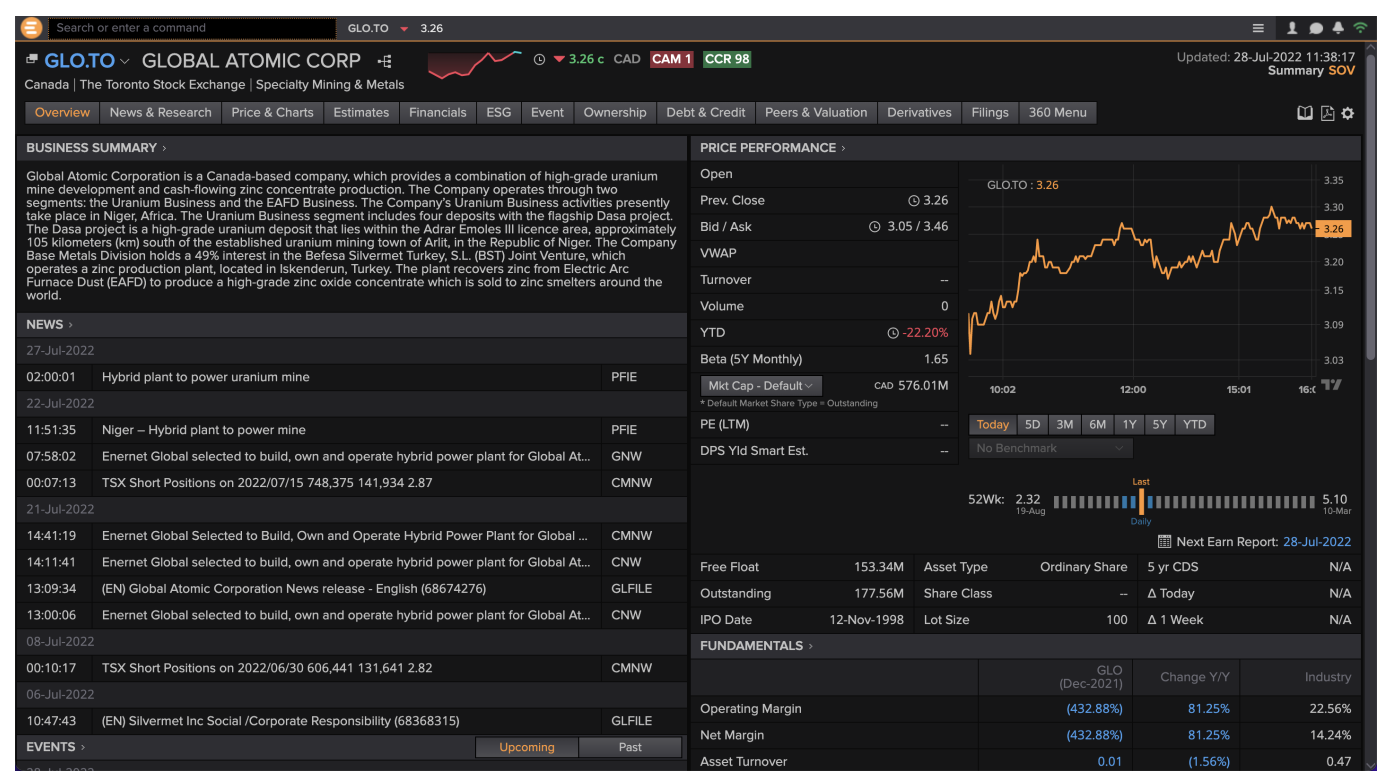 Search or enter a command
GLO.TO 3.26
GLO.TO GLOBAL ATOMIC CORP
3.26 c CAD CAM 1 CCR 98
Updated: 28-Jul-2022 11:38:17
Summary SOV
Canada | The Toronto Stock Exchange | Specialty Mining & Metals
Overview News & Research Price & Charts Estimates Financials ESG Event Ownership Debt & Credit Peers & Valuation Derivatives Filings 360 Menu
BUSINESS SUMMARY
Global Atomic Corporation is a Canada-based company, which provides a combination of high-grade uranium
mine development and cash-flowing zinc concentrate production. The Company operates through two
segments: the Uranium Business and the EAFD Business. The Company's Uranium Business activities presently
take place in Niger, Africa. The Uranium Business segment includes four deposits with the flagship Dasa project.
The Dasa project is a high-grade uranium deposit that lies within the Adrar Emoles III licence area, approximately
105 kilometers (km) south of the established uranium mining town of Arlit, in the Republic of Niger. The Company
Base Metals Division holds a 49% interest in the Befesa Silvermet Turkey, S.L. (BST) Joint Venture, which
operates a zinc production plant, located in Iskenderun, Turkey. The plant recovers zinc from Electric Arc
Furnace Dust (EAFD) to produce a high-grade zinc oxide concentrate which is sold to zinc smelters around the
world.
NEWS
27-Jul-2022
02:00:01 Hybrid plant to power uranium mine PFIE
22-Jul-2022
11:51:35 Niger – Hybrid plant to power mine PFIE
07:58:02 Enernet Global selected to build, own and operate hybrid power plant for Global At... GNW
00:07:13 TSX Short Positions on 2022/07/15 748,375 141,934 2.87 CMNW
21-Jul-2022
14:41:19 Enernet Global Selected to Build, Own and Operate Hybrid Power Plant for Global ... CMNW
14:11:41 Enernet Global selected to build, own and operate hybrid power plant for Global At... CNW
13:09:34 (EN) Global Atomic Corporation News release - English (68674276) GLFILE
13:00:06 Enernet Global selected to build, own and operate hybrid power plant for Global At... CNW
08-Jul-2022
00:10:17 TSX Short Positions on 2022/06/30 606,441 131,641 2.82 CMNW
06-Jul-2022
10:47:43 (EN) Silvermet Inc Social /Corporate Responsibility (68368315) GLFILE
EVENTS Upcoming Past
28-Jul-2022
PRICE PERFORMANCE
Open
Prev. Close 3.26
Bid / Ask 3.05 / 3.46
VWAP
Turnover --
Volume 0
YTD -22.20%
Beta (5Y Monthly) 1.65
Mkt Cap - Default CAD 576.01M
* Default Market Share Type = Outstanding
PE (LTM) --
DPS Yld Smart Est. --
GLO.TO : 3.26
3.35
3.30
3.26
3.20
3.15
3.09
3.03
10:02 12:00 15:01 16:(
Today 5D 3M 6M 1Y 5Y YTD
No Benchmark
Last
52Wk: 2.32 5.10
19-Aug 10-Mar
Daily
Next Earn Report: 28-Jul-2022
Free Float 153.34M Asset Type Ordinary Share 5 yr CDS N/A
Outstanding 177.56M Share Class -- Δ Today N/A
IPO Date 12-Nov-1998 Lot Size 100 Δ 1 Week N/A
FUNDAMENTALS
GLO
(Dec-2021) Change Y/Y Industry
Operating Margin (432.88%) 81.25% 22.56%
Net Margin (432.88%) 81.25% 14.24%
Asset Turnover 0.01 (1.56%) 0.47